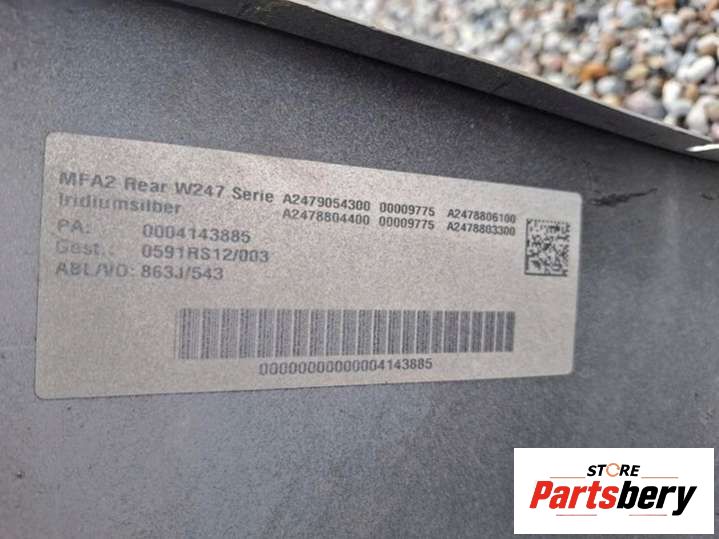 MFA2 Rear W247 Serie A2479054300 00009775 A2478806100
Iridiumsilber A2478804400 00009775 A2478803300
PA: 0004143885
Gest.: 0591RS12/003
ABL/VO: 863J/543
00000000000004143885
STORE
Partsbery